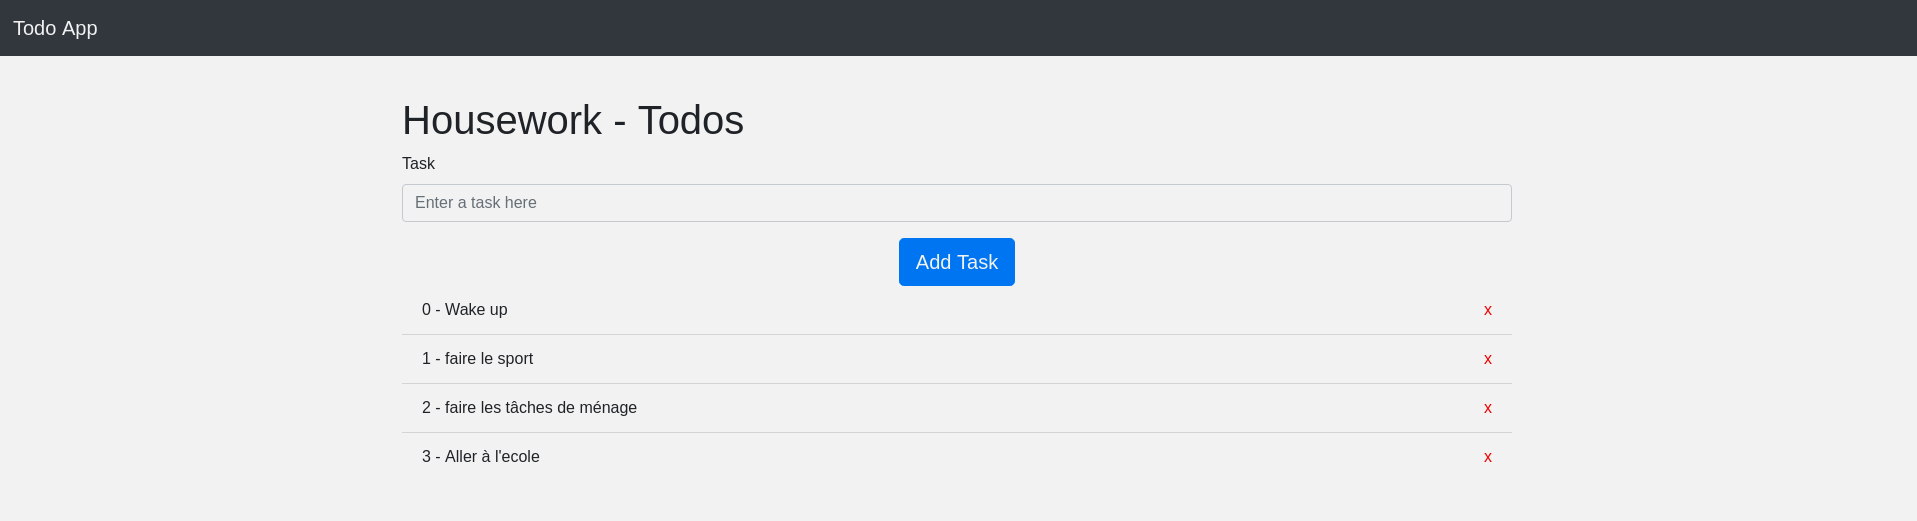 Todo App
Housework - Todos
Task
Enter a task here
Add Task
0 - Wake up x
1 - faire le sport x
2 - faire les tâches de ménage x
3 - Aller à l'ecole x